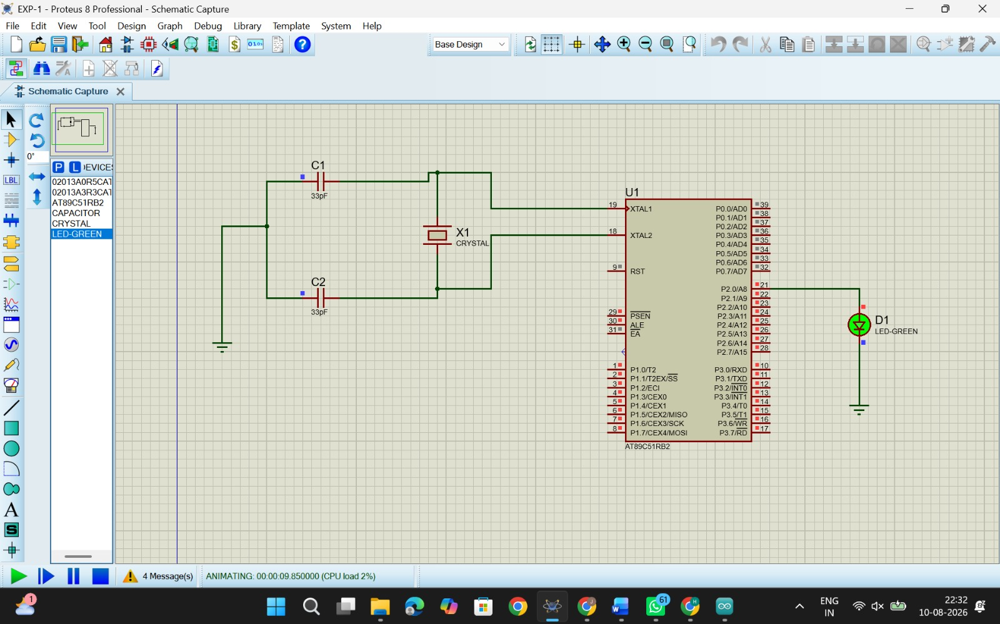 EXP-1 - Proteus 8 Professional - Schematic Capture
File Edit View Tool Design Graph Debug Library Template System Help
Base Design
Schematic Capture
LBL
0°
P L DEVICES
02013A0R5CAT
02013A3R3CAT
AT89C51RB2
CAPACITOR
CRYSTAL
LED-GREEN
A
S
C1
33pF
C2
33pF
X1
CRYSTAL
U1
19 XTAL1
18 XTAL2
9 RST
29 PSEN
30 ALE
31 EA
1 P1.0/T2
2 P1.1/T2EX/SS
3 P1.2/ECI
4 P1.3/CEX0
5 P1.4/CEX1
6 P1.5/CEX2/MISO
7 P1.6/CEX3/SCK
8 P1.7/CEX4/MOSI
P0.0/AD0 39
P0.1/AD1 38
P0.2/AD2 37
P0.3/AD3 36
P0.4/AD4 35
P0.5/AD5 34
P0.6/AD6 33
P0.7/AD7 32
P2.0/A8 21
P2.1/A9 22
P2.2/A10 23
P2.3/A11 24
P2.4/A12 25
P2.5/A13 26
P2.6/A14 27
P2.7/A15 28
P3.0/RXD 10
P3.1/TXD 11
P3.2/INT0 12
P3.3/INT1 13
P3.4/T0 14
P3.5/T1 15
P3.6/WR 16
P3.7/RD 17
AT89C51RB2
D1
LED-GREEN
4 Message(s)
ANIMATING: 00:00:09.850000 (CPU load 2%)
1
61
ENG
IN
22:32
10-08-2026